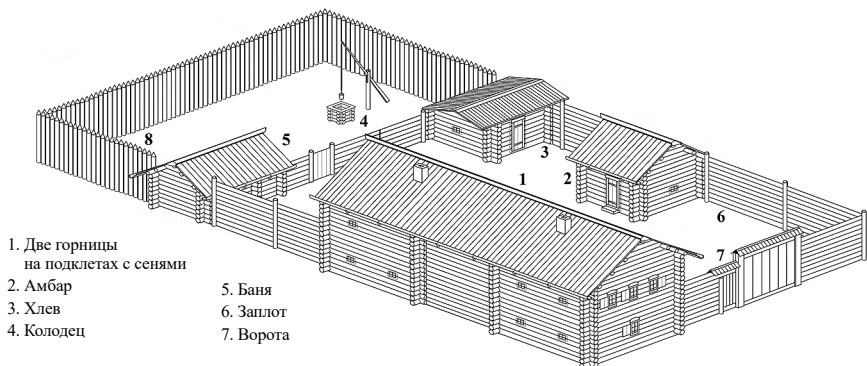 8
5
4
3
1
2
6
7
1. Две горницы
на подклетах с сенями
2. Амбар
3. Хлев
4. Колодец
5. Баня
6. Заплот
7. Ворота